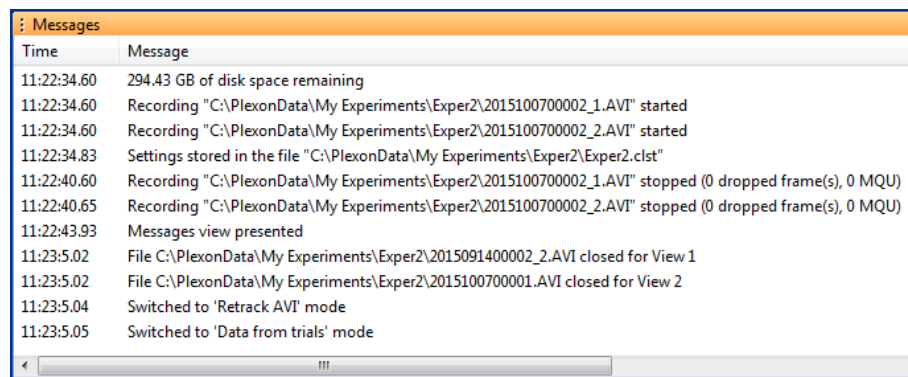 Messages
Time Message
11:22:34.60 294.43 GB of disk space remaining
11:22:34.60 Recording "C:\PlexonData\My Experiments\Exper2\2015100700002_1.AVI" started
11:22:34.60 Recording "C:\PlexonData\My Experiments\Exper2\2015100700002_2.AVI" started
11:22:34.83 Settings stored in the file "C:\PlexonData\My Experiments\Exper2\Exper2.clst"
11:22:40.60 Recording "C:\PlexonData\My Experiments\Exper2\2015100700002_1.AVI" stopped (0 dropped frame(s), 0 MQU)
11:22:40.65 Recording "C:\PlexonData\My Experiments\Exper2\2015100700002_2.AVI" stopped (0 dropped frame(s), 0 MQU)
11:22:43.93 Messages view presented
11:23:5.02 File C:\PlexonData\My Experiments\Exper2\2015091400002_2.AVI closed for View 1
11:23:5.02 File C:\PlexonData\My Experiments\Exper2\2015100700001.AVI closed for View 2
11:23:5.04 Switched to 'Retrack AVI' mode
11:23:5.05 Switched to 'Data from trials' mode